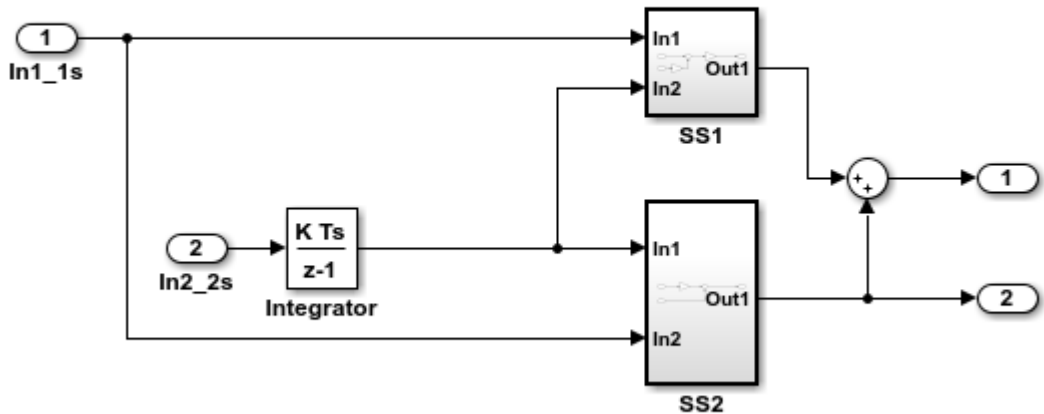 1
In1_1s
In1
In2
Out1
SS1
1
2
In2_2s
K Ts
z-1
Integrator
In1
Out1
In2
SS2
+
+
2